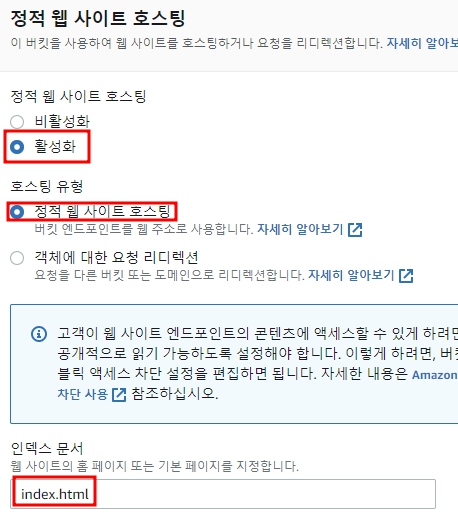 정적 웹 사이트 호스팅
이 버킷을 사용하여 웹 사이트를 호스팅하거나 요청을 리디렉션합니다. 자세히 알아보
정적 웹 사이트 호스팅
비활성화
활성화
호스팅 유형
정적 웹 사이트 호스팅
버킷 엔드포인트를 웹 주소로 사용합니다. 자세히 알아보기
객체에 대한 요청 리디렉션
요청을 다른 버킷 또는 도메인으로 리디렉션합니다. 자세히 알아보기
고객이 웹 사이트 엔드포인트의 콘텐츠에 액세스할 수 있게 하려면
공개적으로 읽기 가능하도록 설정해야 합니다. 이렇게 하려면, 버킷
블릭 액세스 차단 설정을 편집하면 됩니다. 자세한 내용은 Amazon
차단 사용 참조하십시오.
인덱스 문서
웹 사이트의 홈 페이지 또는 기본 페이지를 지정합니다.
index.html